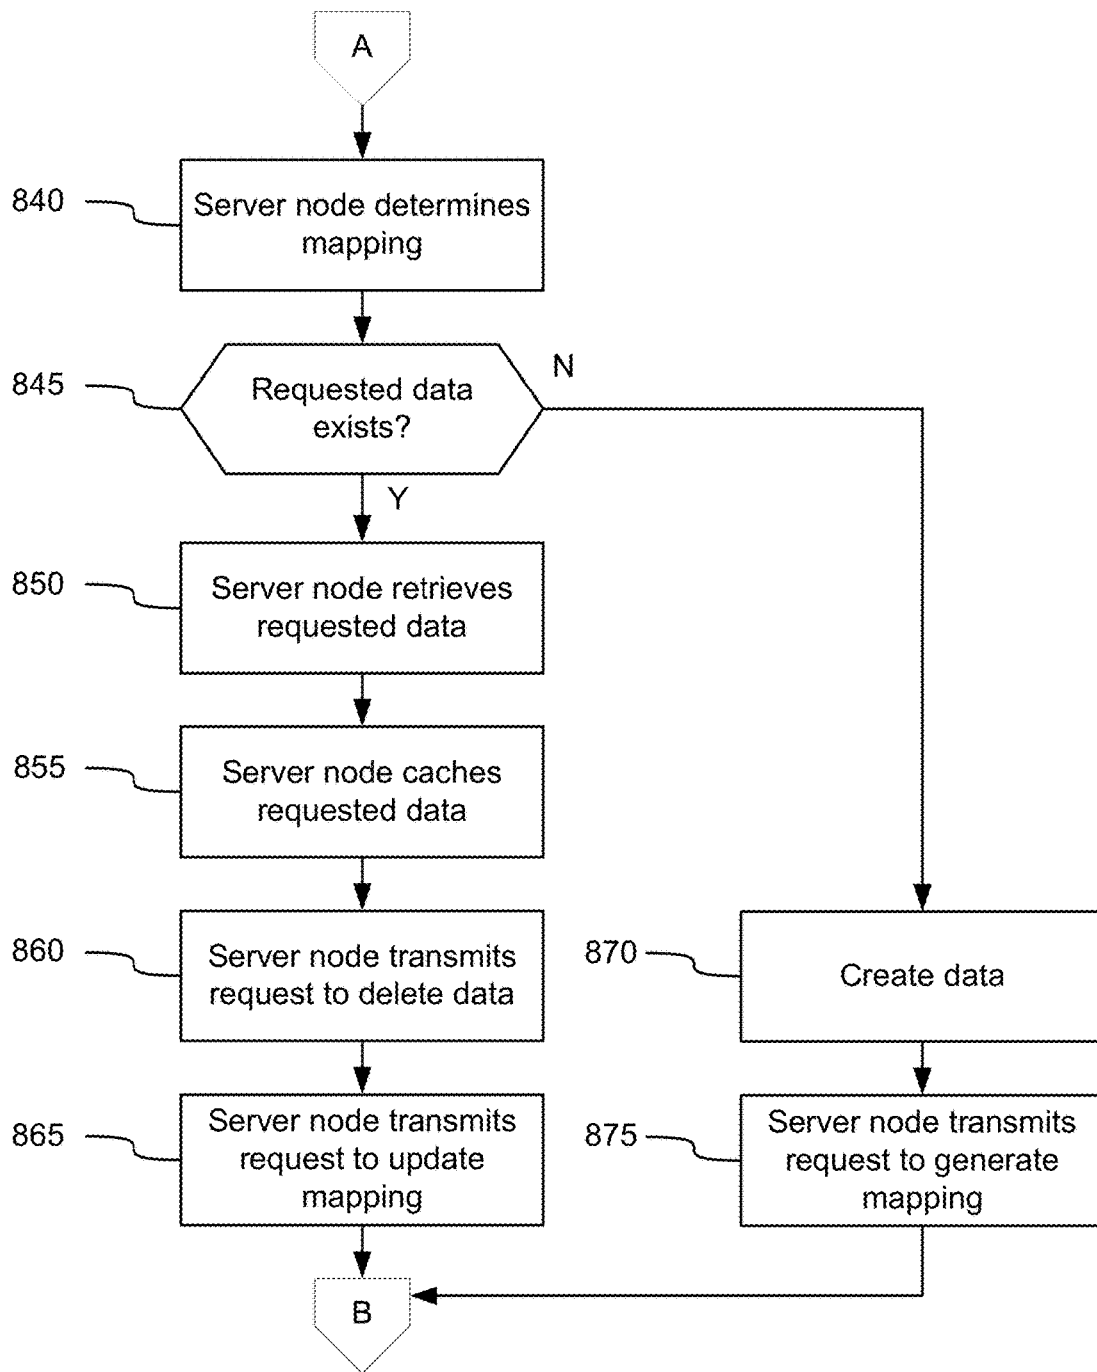 A
840
Server node determines
mapping
845
Requested data
exists?
N
Y
850
Server node retrieves
requested data
855
Server node caches
requested data
860
Server node transmits
request to delete data
870
Create data
865
Server node transmits
request to update
mapping
875
Server node transmits
request to generate
mapping
B